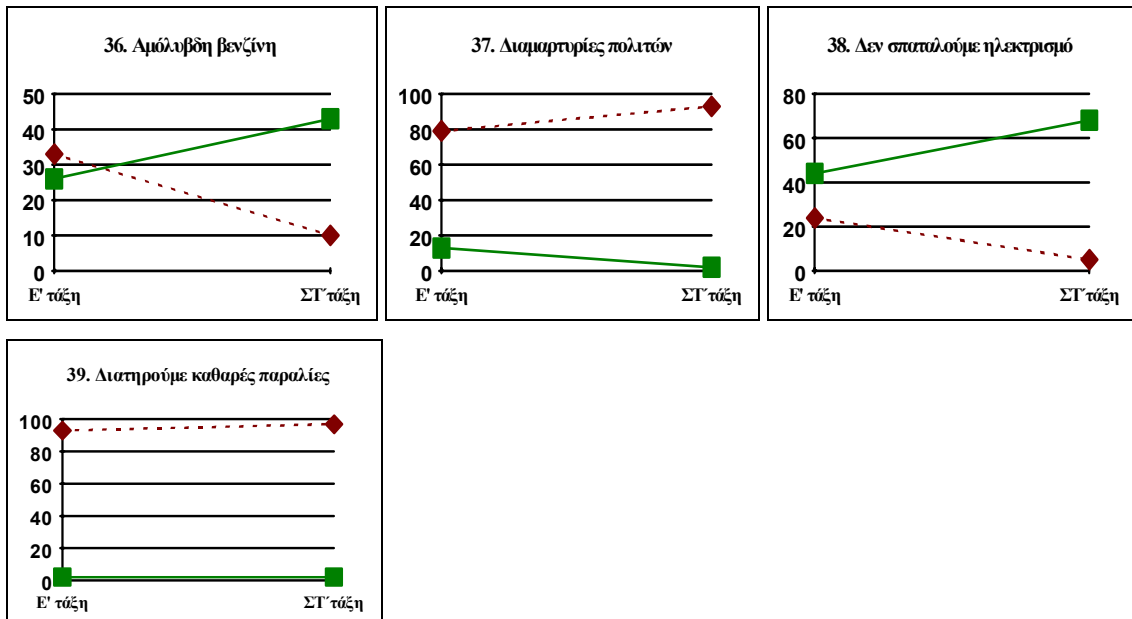 36. Αμόλυβδη βενζίνη
50
40
30
20
10
0
Ε' τάξη ΣΤ΄τάξη
37. Διαμαρτυρίες πολιτών
100
80
60
40
20
0
Ε' τάξη ΣΤ΄τάξη
38. Δεν σπαταλούμε ηλεκτρισμό
80
60
40
20
0
Ε' τάξη ΣΤ΄τάξη
39. Διατηρούμε καθαρές παραλίες
100
80
60
40
20
0
Ε' τάξη ΣΤ΄τάξη